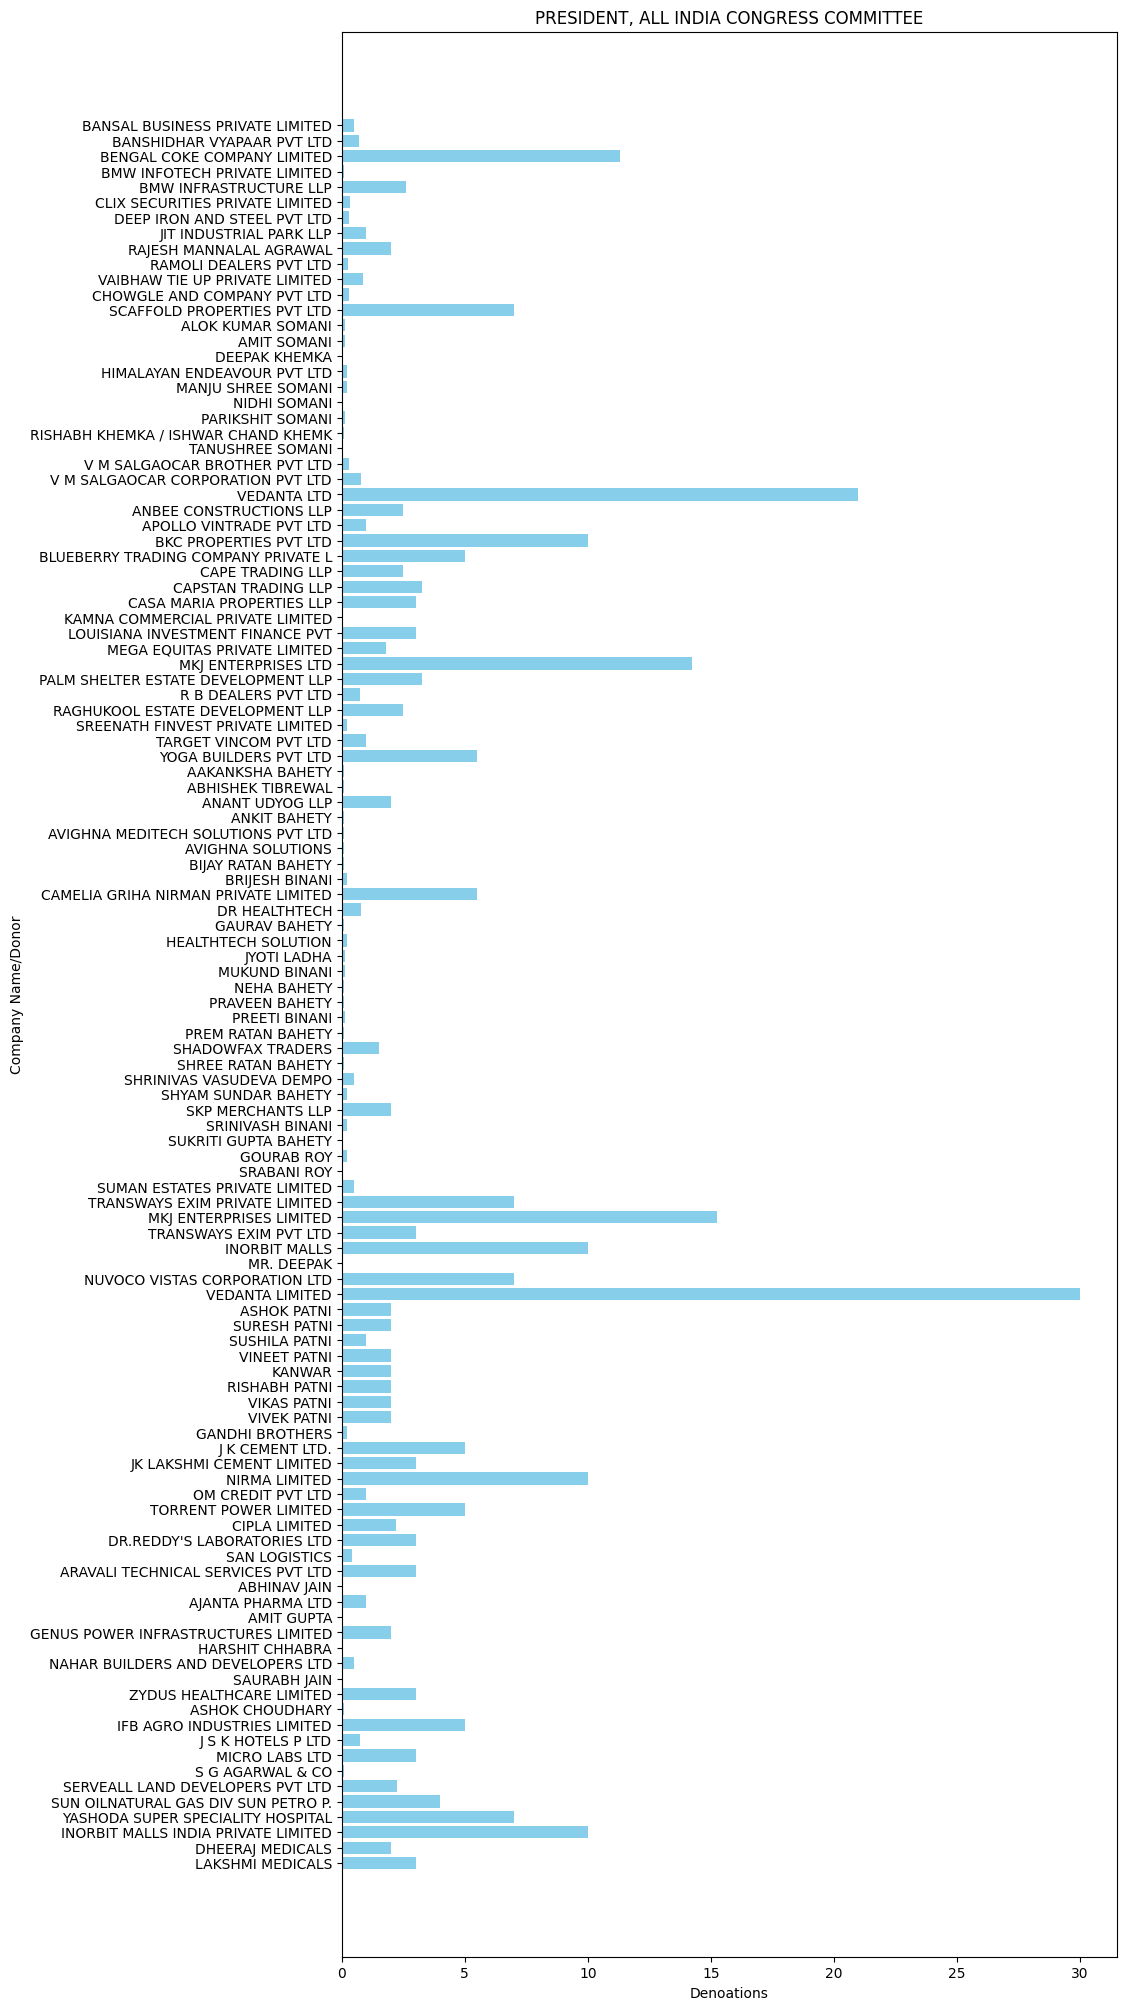 PRESIDENT, ALL INDIA CONGRESS COMMITTEE
BANSAL BUSINESS PRIVATE LIMITED
BANSHIDHAR VYAPAAR PVT LTD
BENGAL COKE COMPANY LIMITED
BMW INFOTECH PRIVATE LIMITED
BMW INFRASTRUCTURE LLP
CLIX SECURITIES PRIVATE LIMITED
DEEP IRON AND STEEL PVT LTD
JIT INDUSTRIAL PARK LLP
RAJESH MANNALAL AGRAWAL
RAMOLI DEALERS PVT LTD
VAIBHAW TIE UP PRIVATE LIMITED
CHOWGLE AND COMPANY PVT LTD
SCAFFOLD PROPERTIES PVT LTD
ALOK KUMAR SOMANI
AMIT SOMANI
DEEPAK KHEMKA
HIMALAYAN ENDEAVOUR PVT LTD
MANJU SHREE SOMANI
NIDHI SOMANI
PARIKSHIT SOMANI
RISHABH KHEMKA / ISHWAR CHAND KHEMK
TANUSHREE SOMANI
V M SALGAOCAR BROTHER PVT LTD
V M SALGAOCAR CORPORATION PVT LTD
VEDANTA LTD
ANBEE CONSTRUCTIONS LLP
APOLLO VINTRADE PVT LTD
BKC PROPERTIES PVT LTD
BLUEBERRY TRADING COMPANY PRIVATE L
CAPE TRADING LLP
CAPSTAN TRADING LLP
CASA MARIA PROPERTIES LLP
KAMNA COMMERCIAL PRIVATE LIMITED
LOUISIANA INVESTMENT FINANCE PVT
MEGA EQUITAS PRIVATE LIMITED
MKJ ENTERPRISES LTD
PALM SHELTER ESTATE DEVELOPMENT LLP
R B DEALERS PVT LTD
RAGHUKOOL ESTATE DEVELOPMENT LLP
SREENATH FINVEST PRIVATE LIMITED
TARGET VINCOM PVT LTD
YOGA BUILDERS PVT LTD
AAKANKSHA BAHETY
ABHISHEK TIBREWAL
ANANT UDYOG LLP
ANKIT BAHETY
AVIGHNA MEDITECH SOLUTIONS PVT LTD
AVIGHNA SOLUTIONS
BIJAY RATAN BAHETY
BRIJESH BINANI
CAMELIA GRIHA NIRMAN PRIVATE LIMITED
DR HEALTHTECH
GAURAV BAHETY
HEALTHTECH SOLUTION
JYOTI LADHA
MUKUND BINANI
NEHA BAHETY
PRAVEEN BAHETY
PREETI BINANI
PREM RATAN BAHETY
SHADOWFAX TRADERS
SHREE RATAN BAHETY
SHRINIVAS VASUDEVA DEMPO
SHYAM SUNDAR BAHETY
SKP MERCHANTS LLP
SRINIVASH BINANI
SUKRITI GUPTA BAHETY
GOURAB ROY
SRABANI ROY
SUMAN ESTATES PRIVATE LIMITED
TRANSWAYS EXIM PRIVATE LIMITED
MKJ ENTERPRISES LIMITED
TRANSWAYS EXIM PVT LTD
INORBIT MALLS
MR. DEEPAK
NUVOCO VISTAS CORPORATION LTD
VEDANTA LIMITED
ASHOK PATNI
SURESH PATNI
SUSHILA PATNI
VINEET PATNI
KANWAR
RISHABH PATNI
VIKAS PATNI
VIVEK PATNI
GANDHI BROTHERS
J K CEMENT LTD.
JK LAKSHMI CEMENT LIMITED
NIRMA LIMITED
OM CREDIT PVT LTD
TORRENT POWER LIMITED
CIPLA LIMITED
DR.REDDY'S LABORATORIES LTD
SAN LOGISTICS
ARAVALI TECHNICAL SERVICES PVT LTD
ABHINAV JAIN
AJANTA PHARMA LTD
AMIT GUPTA
GENUS POWER INFRASTRUCTURES LIMITED
HARSHIT CHHABRA
NAHAR BUILDERS AND DEVELOPERS LTD
SAURABH JAIN
ZYDUS HEALTHCARE LIMITED
ASHOK CHOUDHARY
IFB AGRO INDUSTRIES LIMITED
J S K HOTELS P LTD
MICRO LABS LTD
S G AGARWAL & CO
SERVEALL LAND DEVELOPERS PVT LTD
SUN OILNATURAL GAS DIV SUN PETRO P.
YASHODA SUPER SPECIALITY HOSPITAL
INORBIT MALLS INDIA PRIVATE LIMITED
DHEERAJ MEDICALS
LAKSHMI MEDICALS
Company Name/Donor
0 5 10 15 20 25 30
Denoations